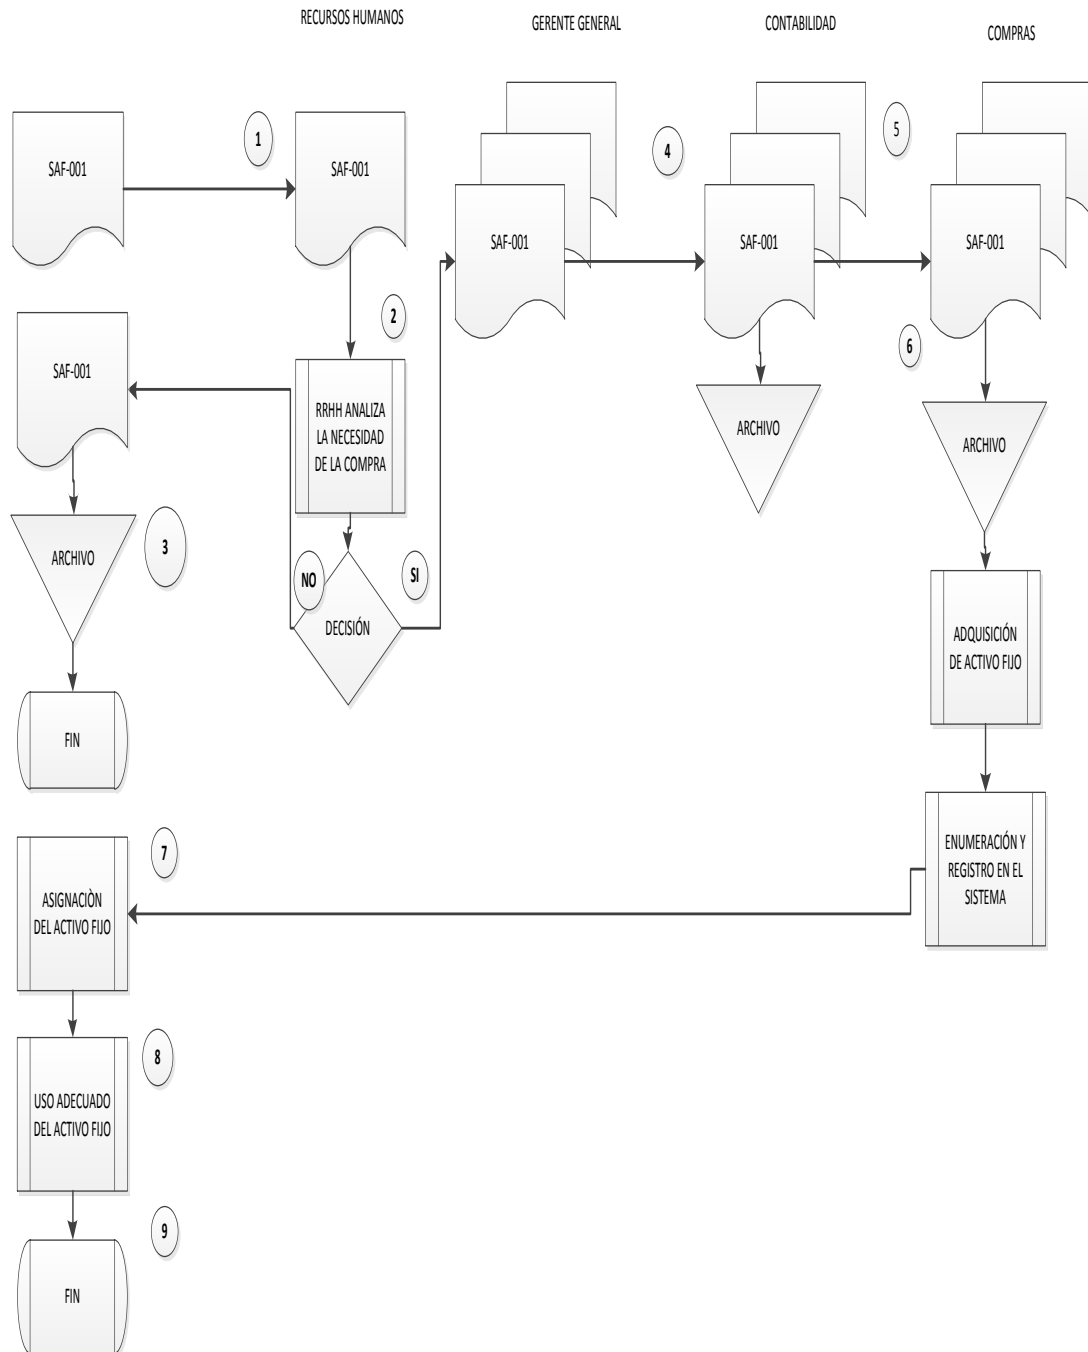 RECURSOS HUMANOS
GERENTE GENERAL
CONTABILIDAD
COMPRAS
SAF-001
1
SAF-001
SAF-001
4
SAF-001
5
SAF-001
2
SAF-001
RRHH ANALIZA
LA NECESIDAD
DE LA COMPRA
6
ARCHIVO
ARCHIVO
ARCHIVO
3
NO
SI
DECISIÓN
ADQUISICIÓN
DE ACTIVO FIJO
FIN
ENUMERACIÓN Y
REGISTRO EN EL
SISTEMA
7
ASIGNACIÒN
DEL ACTIVO FIJO
8
USO ADECUADO
DEL ACTIVO FIJO
9
FIN